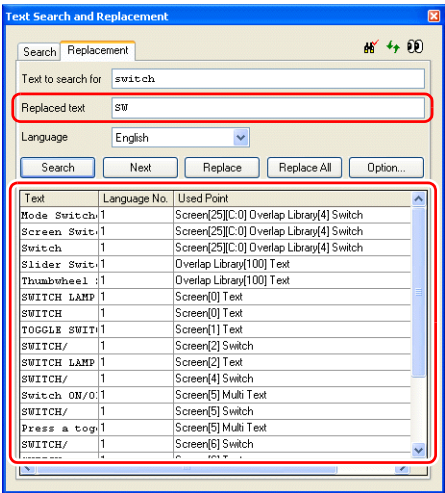 Text Search and Replacement
Search Replacement
Text to search for switch
Replaced text SW
Language English
Search Next Replace Replace All Option...
Text Language No. Used Point
Mode Switch 1 Screen[25][C:0] Overlap Library[4] Switch
Screen Swit 1 Screen[25][C:0] Overlap Library[4] Switch
Switch 1 Screen[25][C:0] Overlap Library[4] Switch
Slider Swit 1 Overlap Library[100] Text
Thumbwheel 1 Overlap Library[100] Text
SWITCH LAMP 1 Screen[0] Text
SWITCH 1 Screen[0] Text
TOGGLE SWIT 1 Screen[1] Text
SWITCH/ 1 Screen[2] Switch
SWITCH LAMP 1 Screen[2] Text
SWITCH/ 1 Screen[4] Switch
Switch ON/O 1 Screen[5] Multi Text
SWITCH/ 1 Screen[5] Switch
Press a tog 1 Screen[5] Multi Text
SWITCH/ 1 Screen[6] Switch